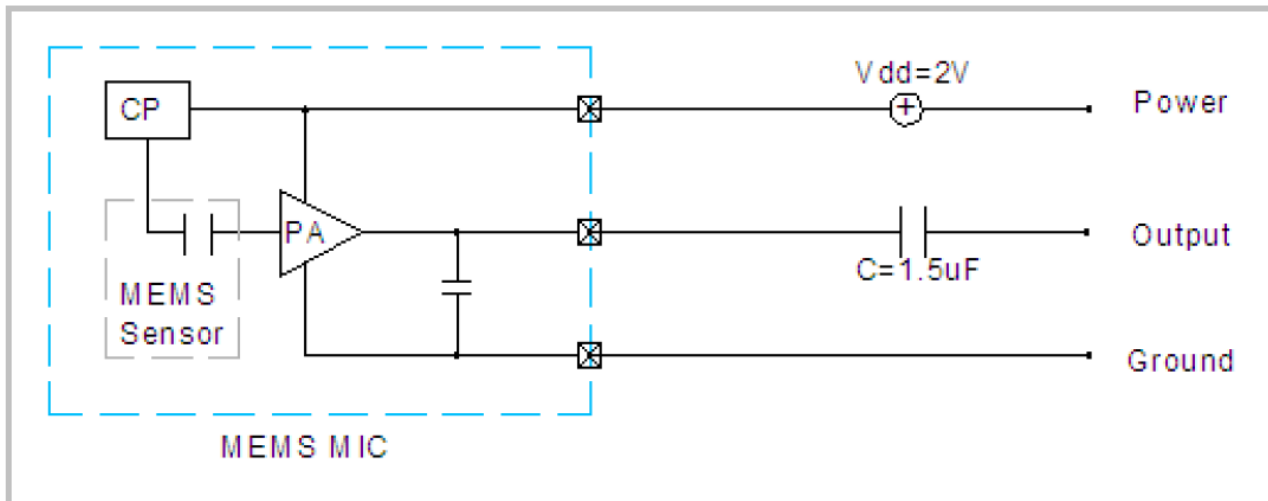 Vdd=2V
CP
Power
PA
Output
C=1.5uF
MEMS
Sensor
Ground
MEMS MIC